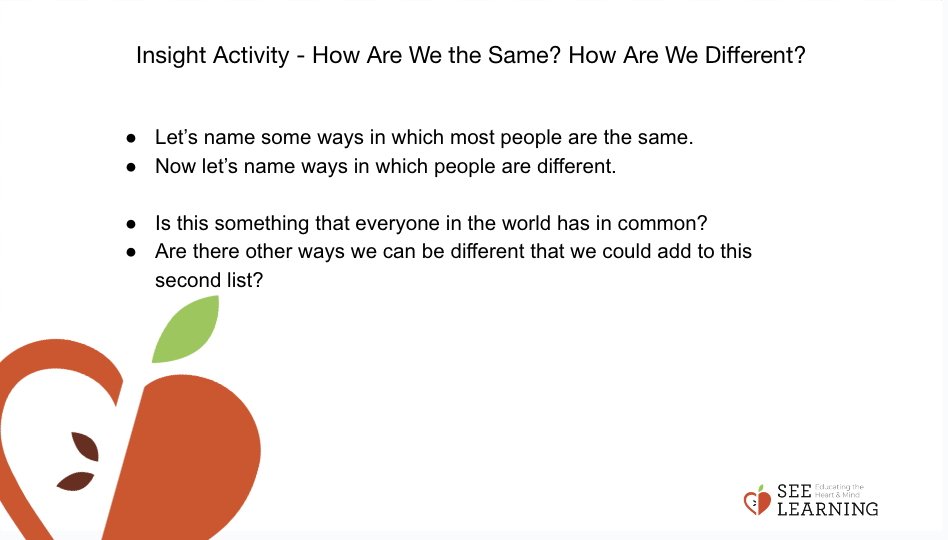 Insight Activity - How Are We the Same? How Are We Different?
● Let’s name some ways in which most people are the same.
● Now let’s name ways in which people are different.
● Is this something that everyone in the world has in common?
● Are there other ways we can be different that we could add to this
second list?
SEE Educating the
Heart & Mind
LEARNING